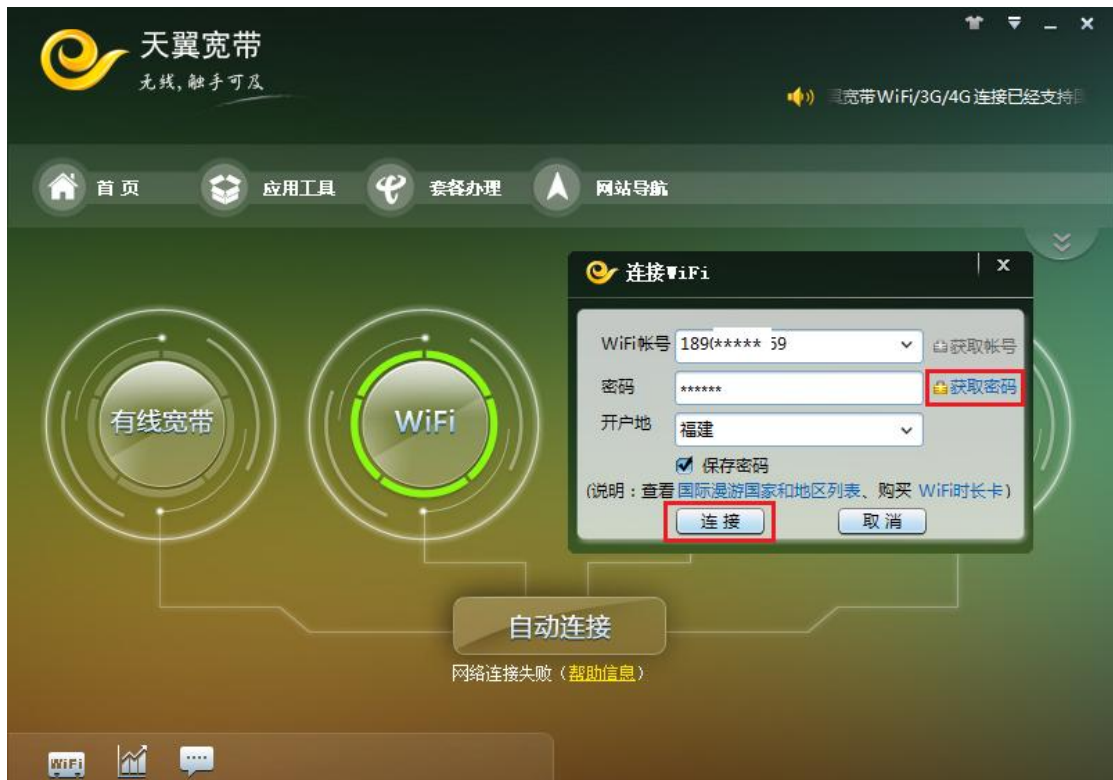 天翼宽带
无线,触手可及
宽带WiFi/3G/4G连接已经支持
首页 应用工具 套餐办理 网站导航
连接WiFi
WiFi帐号 189(***** 59 获取帐号
密码 ****** 获取密码
开户地 福建
保存密码
(说明：查看国际漫游国家和地区列表、购买 WiFi时长卡)
连接 取消
有线宽带 WiFi
自动连接
网络连接失败（帮助信息）
WiFi